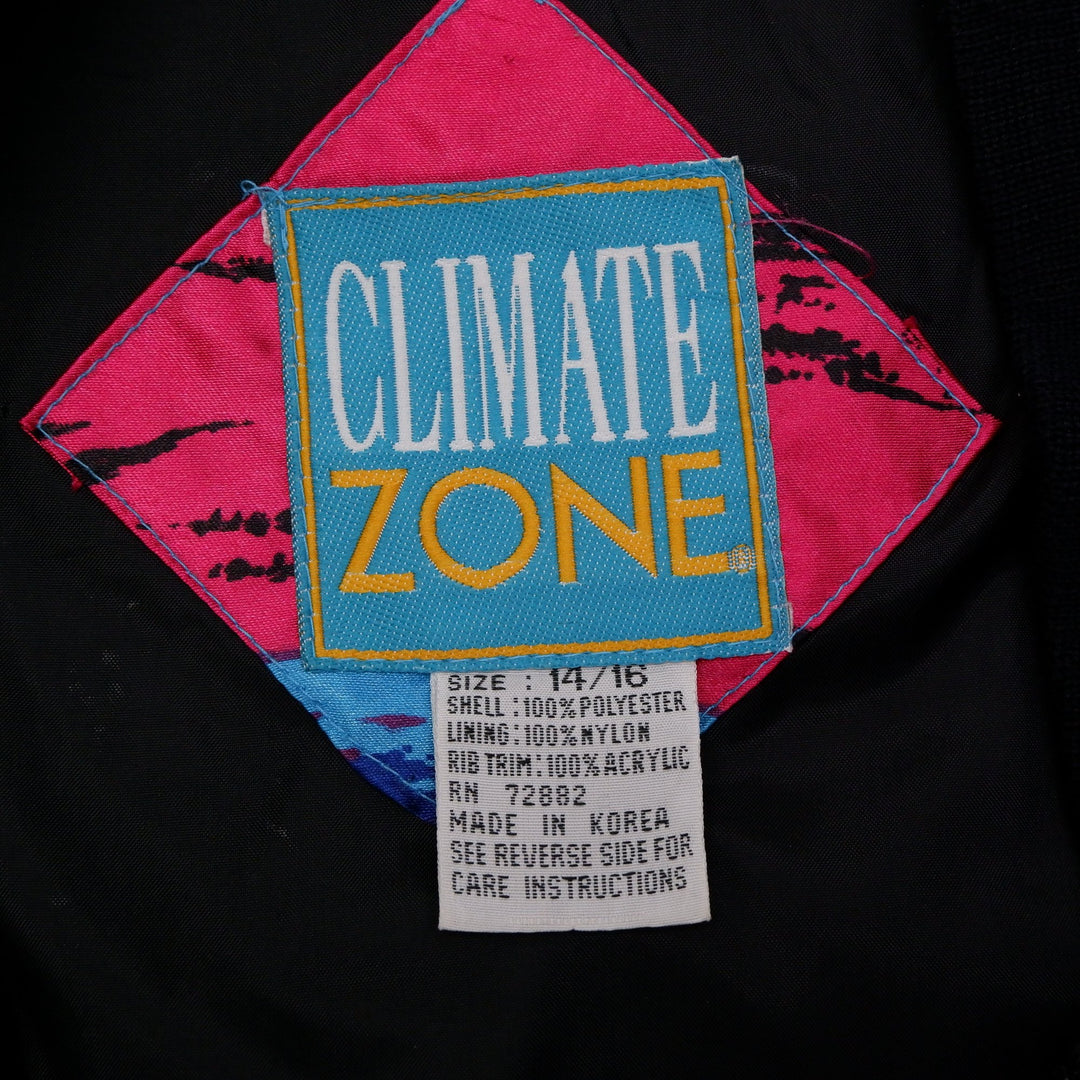 CLIMATE
ZONE
SIZE : 14/16
SHELL:100%POLYESTER
LINING:100%NYLON
RIB TRIM:100%ACRYLIC
RN 72882
MADE IN KOREA
SEE REVERSE SIDE FOR
CARE INSTRUCTIONS